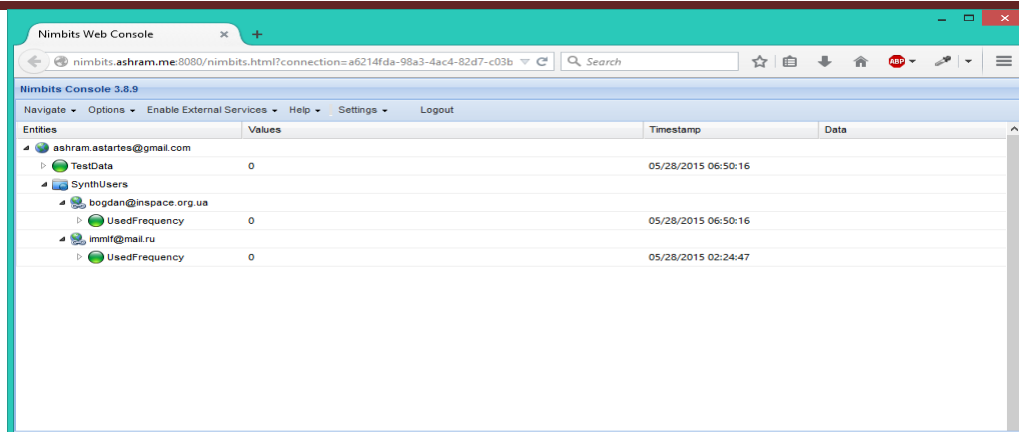 Nimbits Web Console
nimbits.ashram.me:8080/nimbits.html?connection=a6214fda-98a3-4ac4-82d7-c03b
Search
ABP
Nimbits Console 3.8.9
Navigate Options Enable External Services Help Settings Logout
Entities Values Timestamp Data
ashram.astartes@gmail.com
TestData 0 05/28/2015 06:50:16
SynthUsers
bogdan@inspace.org.ua
UsedFrequency 0 05/28/2015 06:50:16
immlf@mail.ru
UsedFrequency 0 05/28/2015 02:24:47